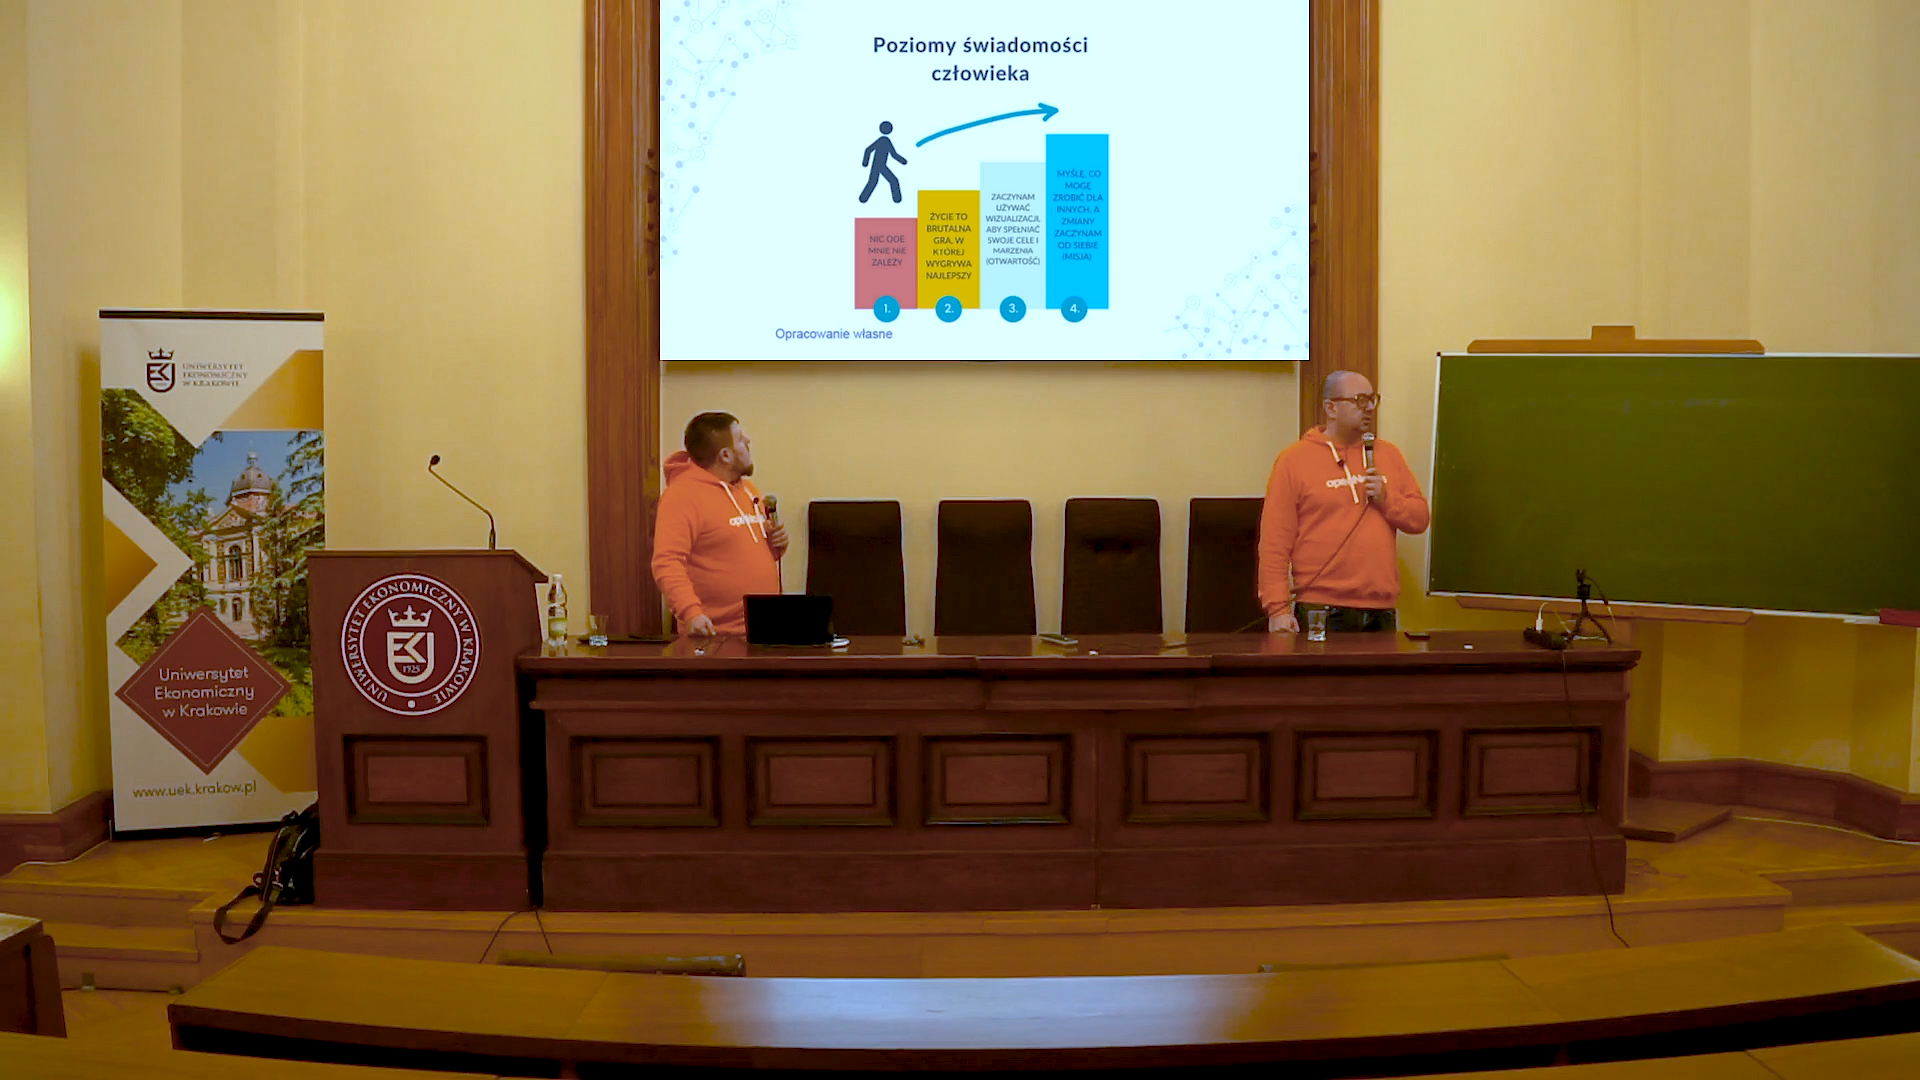 Poziomy świadomości
człowieka
NIC ODE
MNIE NIE
ZALEŻY
ŻYCIE TO
BRUTALNA
GRA, W
KTÓREJ
WYGRYWA
NAJLEPSZY
ZACZYNAM
UŻYWAĆ
WIZUALIZACJI,
ABY SPEŁNIAĆ
SWOJE CELE I
MARZENIA
(OTWARTOŚĆ)
MYŚLĘ, CO
MOGĘ
ZROBIĆ DLA
INNYCH, A
ZMIANY
ZACZYNAM
OD SIEBIE
(MISJA)
1.
2.
3.
4.
Opracowanie własne
UNIWERSYTET
EKONOMICZNY
W KRAKOWIE
Uniwersytet
Ekonomiczny
w Krakowie
www.uek.krakow.pl
UNIWERSYTET EKONOMICZNY W KRAKOWIE
1925